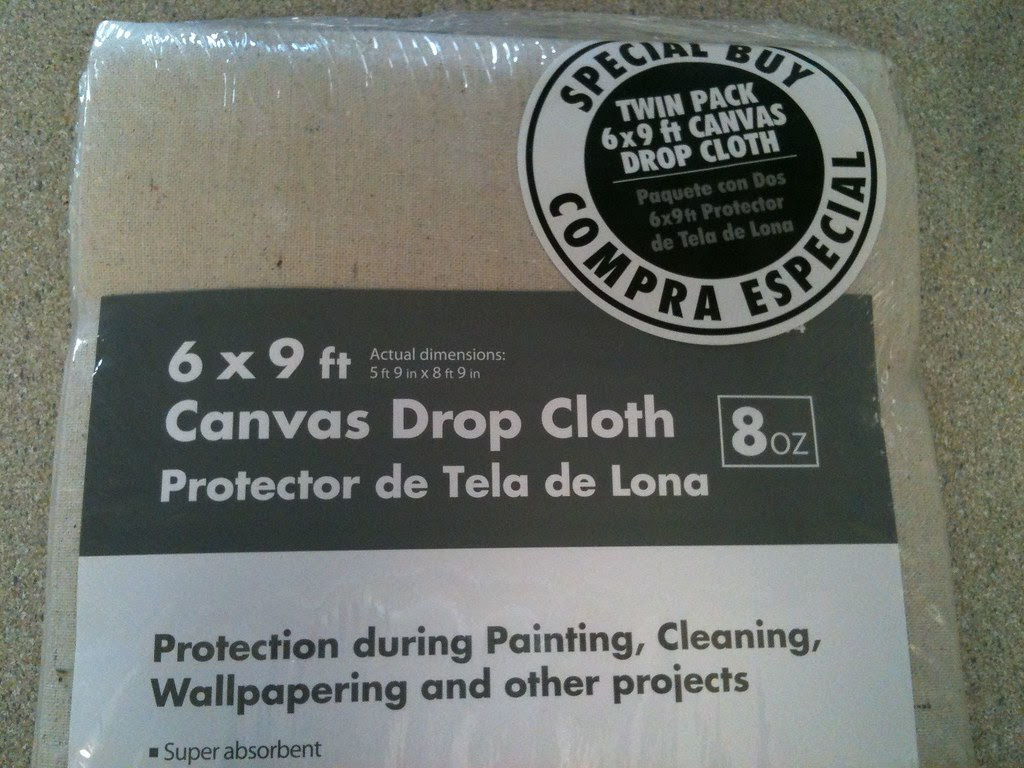 SPECIAL BUY
TWIN PACK
6x9 ft CANVAS
DROP CLOTH
Paquete con Dos
6x9ft Protector
de Tela de Lona
COMPRA ESPECIAL
6 x 9 ft
Actual dimensions:
5 ft 9 in x 8 ft 9 in
Canvas Drop Cloth
8 OZ
Protector de Tela de Lona
Protection during Painting, Cleaning,
Wallpapering and other projects
▪ Super absorbent